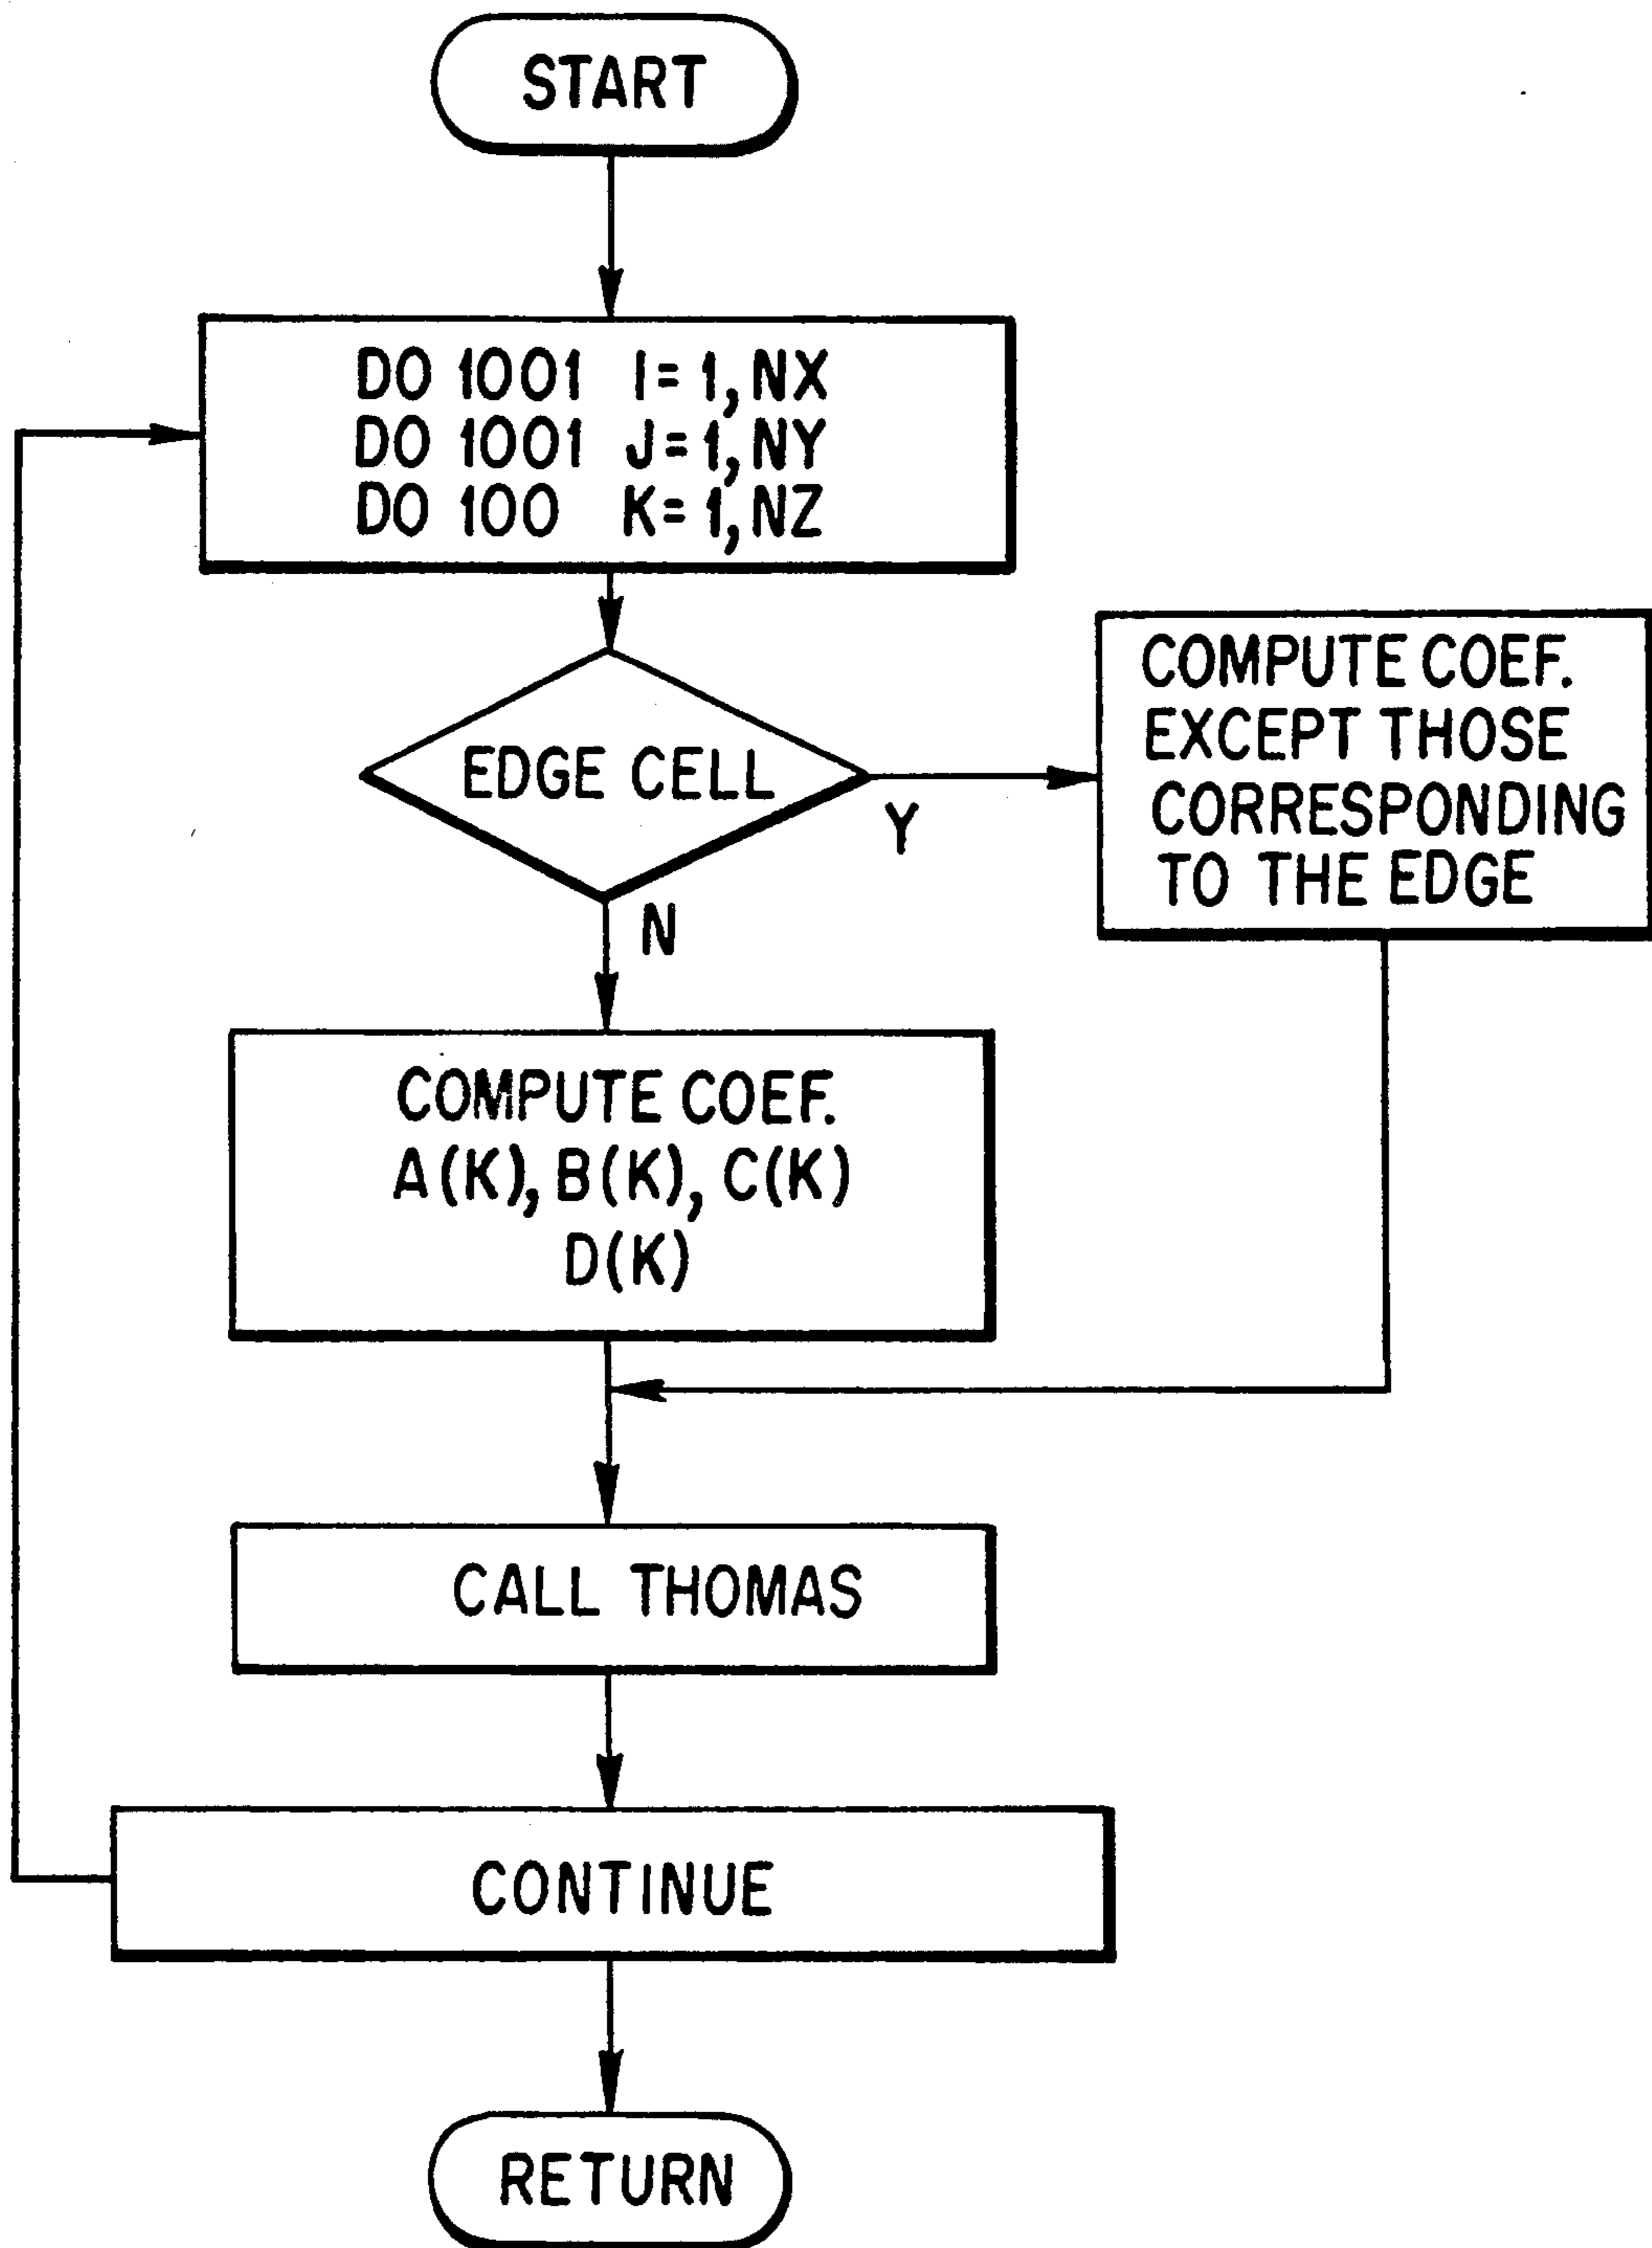 START
DO 1001 I=1,NX
DO 1001 J=1,NY
DO 100 K=1,NZ
EDGE CELL
Y
COMPUTE COEF.
EXCEPT THOSE
CORRESPONDING
TO THE EDGE
N
COMPUTE COEF.
A(K), B(K), C(K)
D(K)
CALL THOMAS
CONTINUE
RETURN